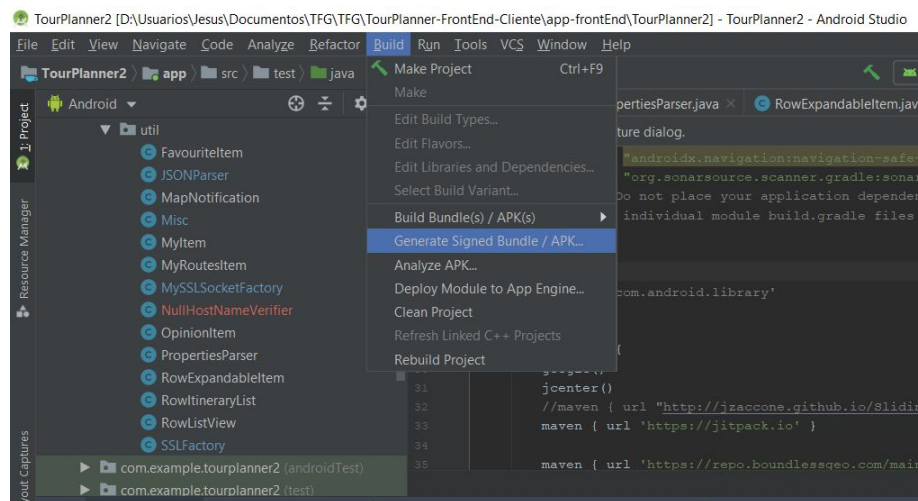 TourPlanner2 [D:\Usuarios\Jesus\Documentos\TFG\TFG\TourPlanner-FrontEnd-Cliente\app-frontEnd\TourPlanner2] - TourPlanner2 - Android Studio
File Edit View Navigate Code Analyze Refactor Build Run Tools VCS Window Help
TourPlanner2 app src test java
Make Project Ctrl+F9
Make
Edit Build Types...
Edit Flavors...
Edit Libraries and Dependencies...
Select Build Variant...
Build Bundle(s) / APK(s)
Generate Signed Bundle / APK...
Analyze APK...
Deploy Module to App Engine...
Clean Project
Refresh Linked C++ Projects
Rebuild Project
1: Project
Resource Manager
yout Captures
Android
util
FavouriteItem
JSONParser
MapNotification
Misc
MyItem
MyRoutesItem
MySSLSocketFactory
NullHostNameVerifier
OpinionItem
PropertiesParser
RowExpandableItem
RowItineraryList
RowListView
SSLFactory
com.example.tourplanner2 (androidTest)
com.example.tourplanner2 (test)
pertiesParser.java RowExpandableItem.jav
ture dialog.
"androidx.navigation:navigation-safe-
"org.sonarsource.scanner.gradle:sonar
Do not place your application depender
individual module build.gradle files
com.android.library'
{
google()
31 jcenter()
32 //maven { url "http://jzaccone.github.io/Slidin
33 maven { url 'https://jitpack.io' }
34
35 maven { url 'https://repo.boundlessgeo.com/main